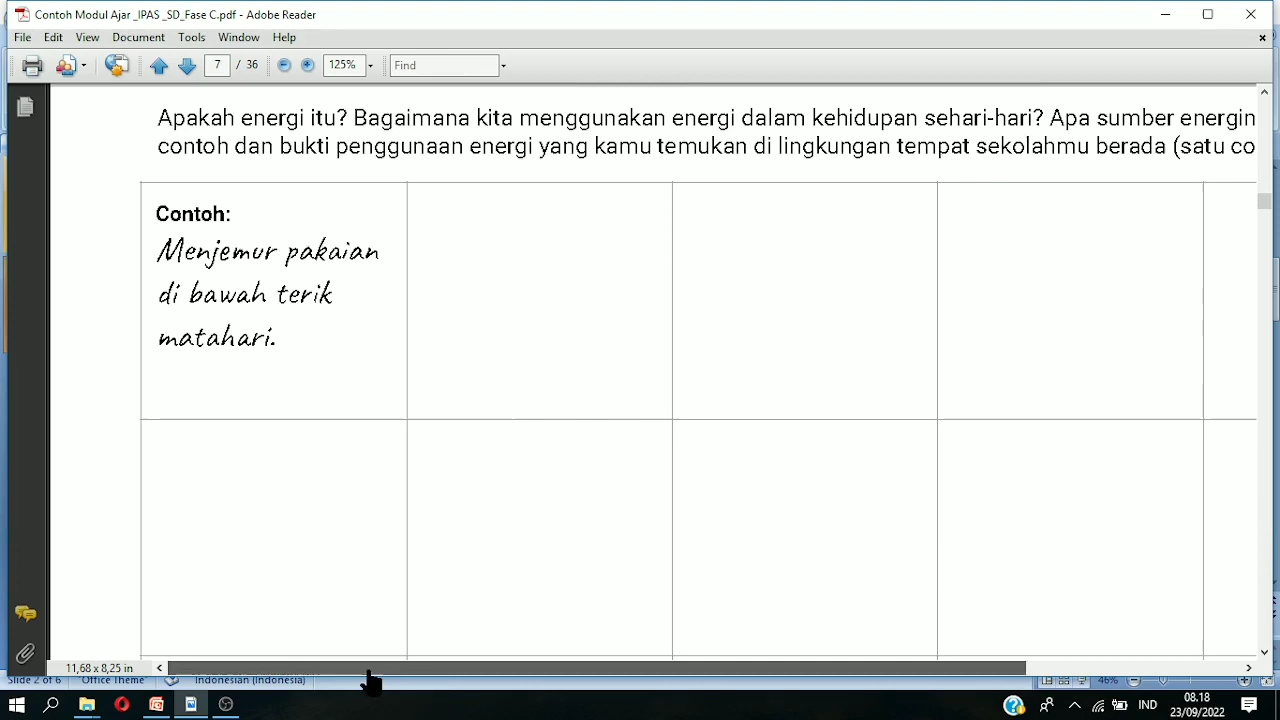 Contoh Modul Ajar _IPAS _SD_Fase C.pdf - Adobe Reader
File Edit View Document Tools Window Help
7 / 36 125% Find
Apakah energi itu? Bagaimana kita menggunakan energi dalam kehidupan sehari-hari? Apa sumber energin
contoh dan bukti penggunaan energi yang kamu temukan di lingkungan tempat sekolahmu berada (satu co
Contoh:
Menjemur pakaian
di bawah terik
matahari.
11,68 x 8,25 in
Slide 2 of 6 Office Theme Indonesian (Indonesia) 46%
IND
08.18
23/09/2022